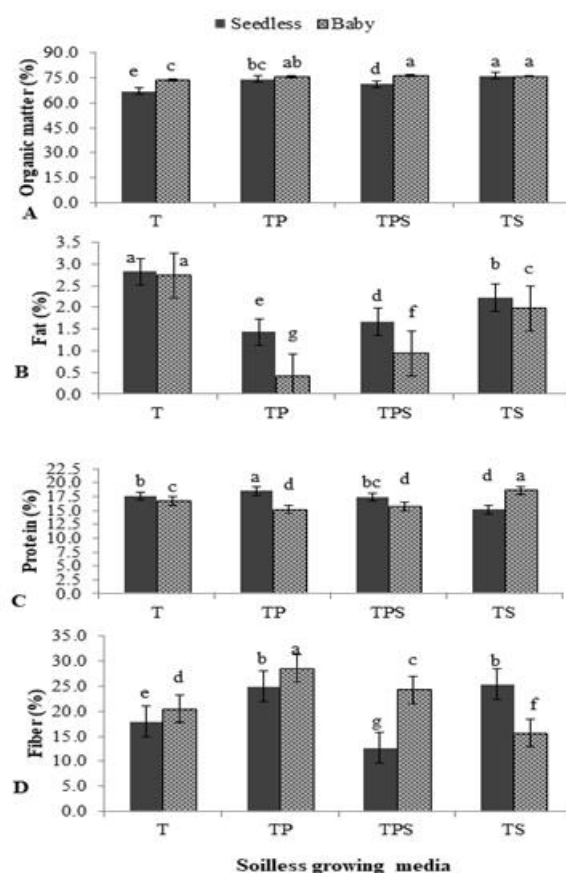 Seedless Baby
Organic matter (%)
90.0
75.0
60.0
45.0
30.0
15.0
0.0
e c bc ab d a a a
T TP TPS TS
A
Fat (%)
3.5
3.0
2.5
2.0
1.5
1.0
0.5
0.0
a a e g d f b c
T TP TPS TS
B
Protein (%)
22.5
20.0
17.5
15.0
12.5
10.0
7.5
5.0
2.5
0.0
b c a d bc d d a
T TP TPS TS
C
Fiber (%)
35.0
30.0
25.0
20.0
15.0
10.0
5.0
0.0
e d b a g c b f
T TP TPS TS
D
Soilless growing media